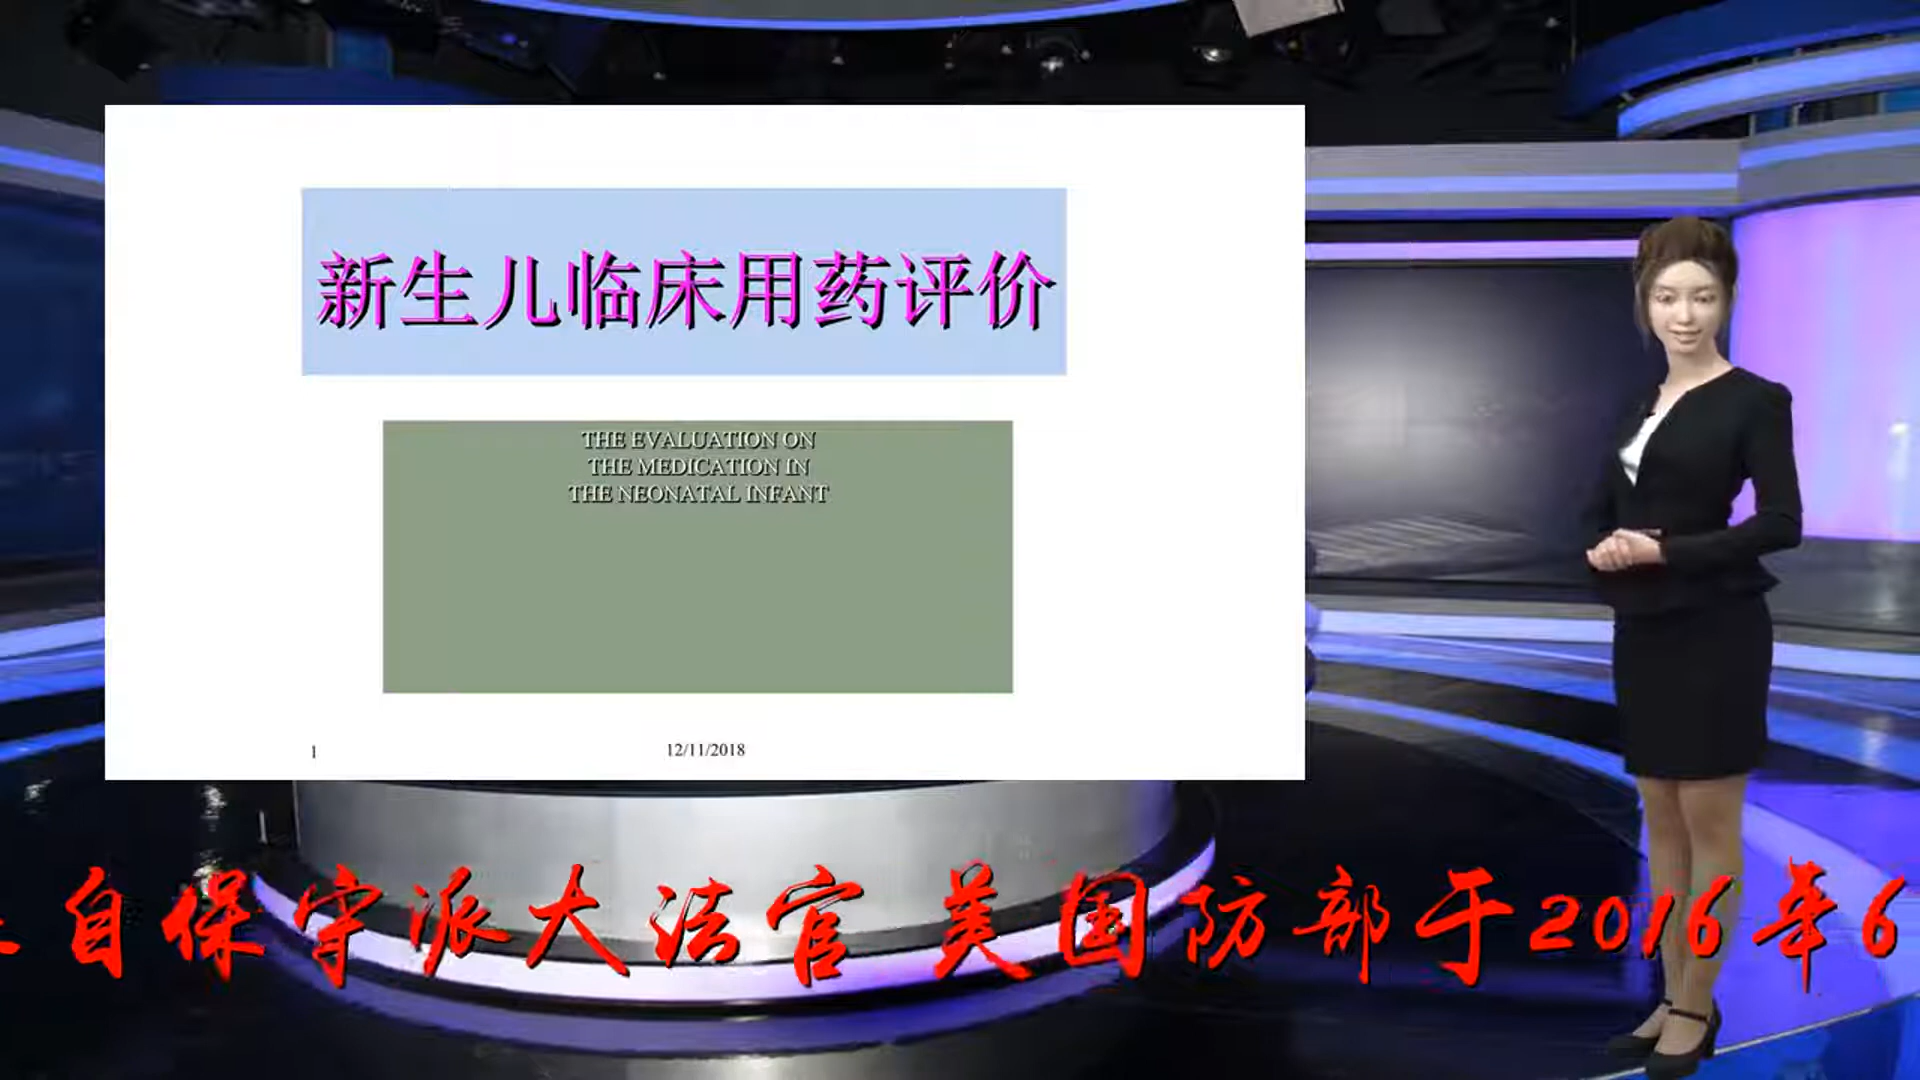 新生儿临床用药评价
THE EVALUATION ON
THE MEDICATION IN
THE NEONATAL INFANT
1
12/11/2018
自保守派大法官 美国防部于2016年6